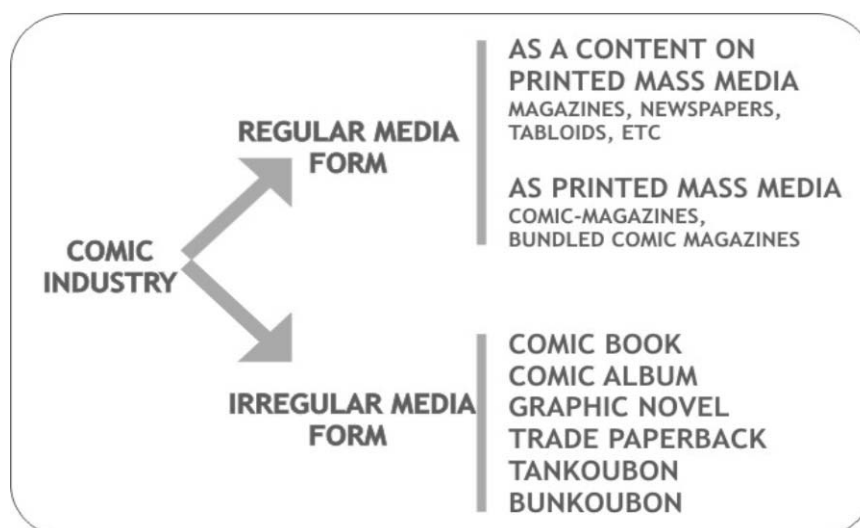 COMIC
INDUSTRY
REGULAR MEDIA
FORM
AS A CONTENT ON
PRINTED MASS MEDIA
MAGAZINES, NEWSPAPERS,
TABLOIDS, ETC
AS PRINTED MASS MEDIA
COMIC-MAGAZINES,
BUNDLED COMIC MAGAZINES
IRREGULAR MEDIA
FORM
COMIC BOOK
COMIC ALBUM
GRAPHIC NOVEL
TRADE PAPERBACK
TANKOUBON
BUNKOUBON